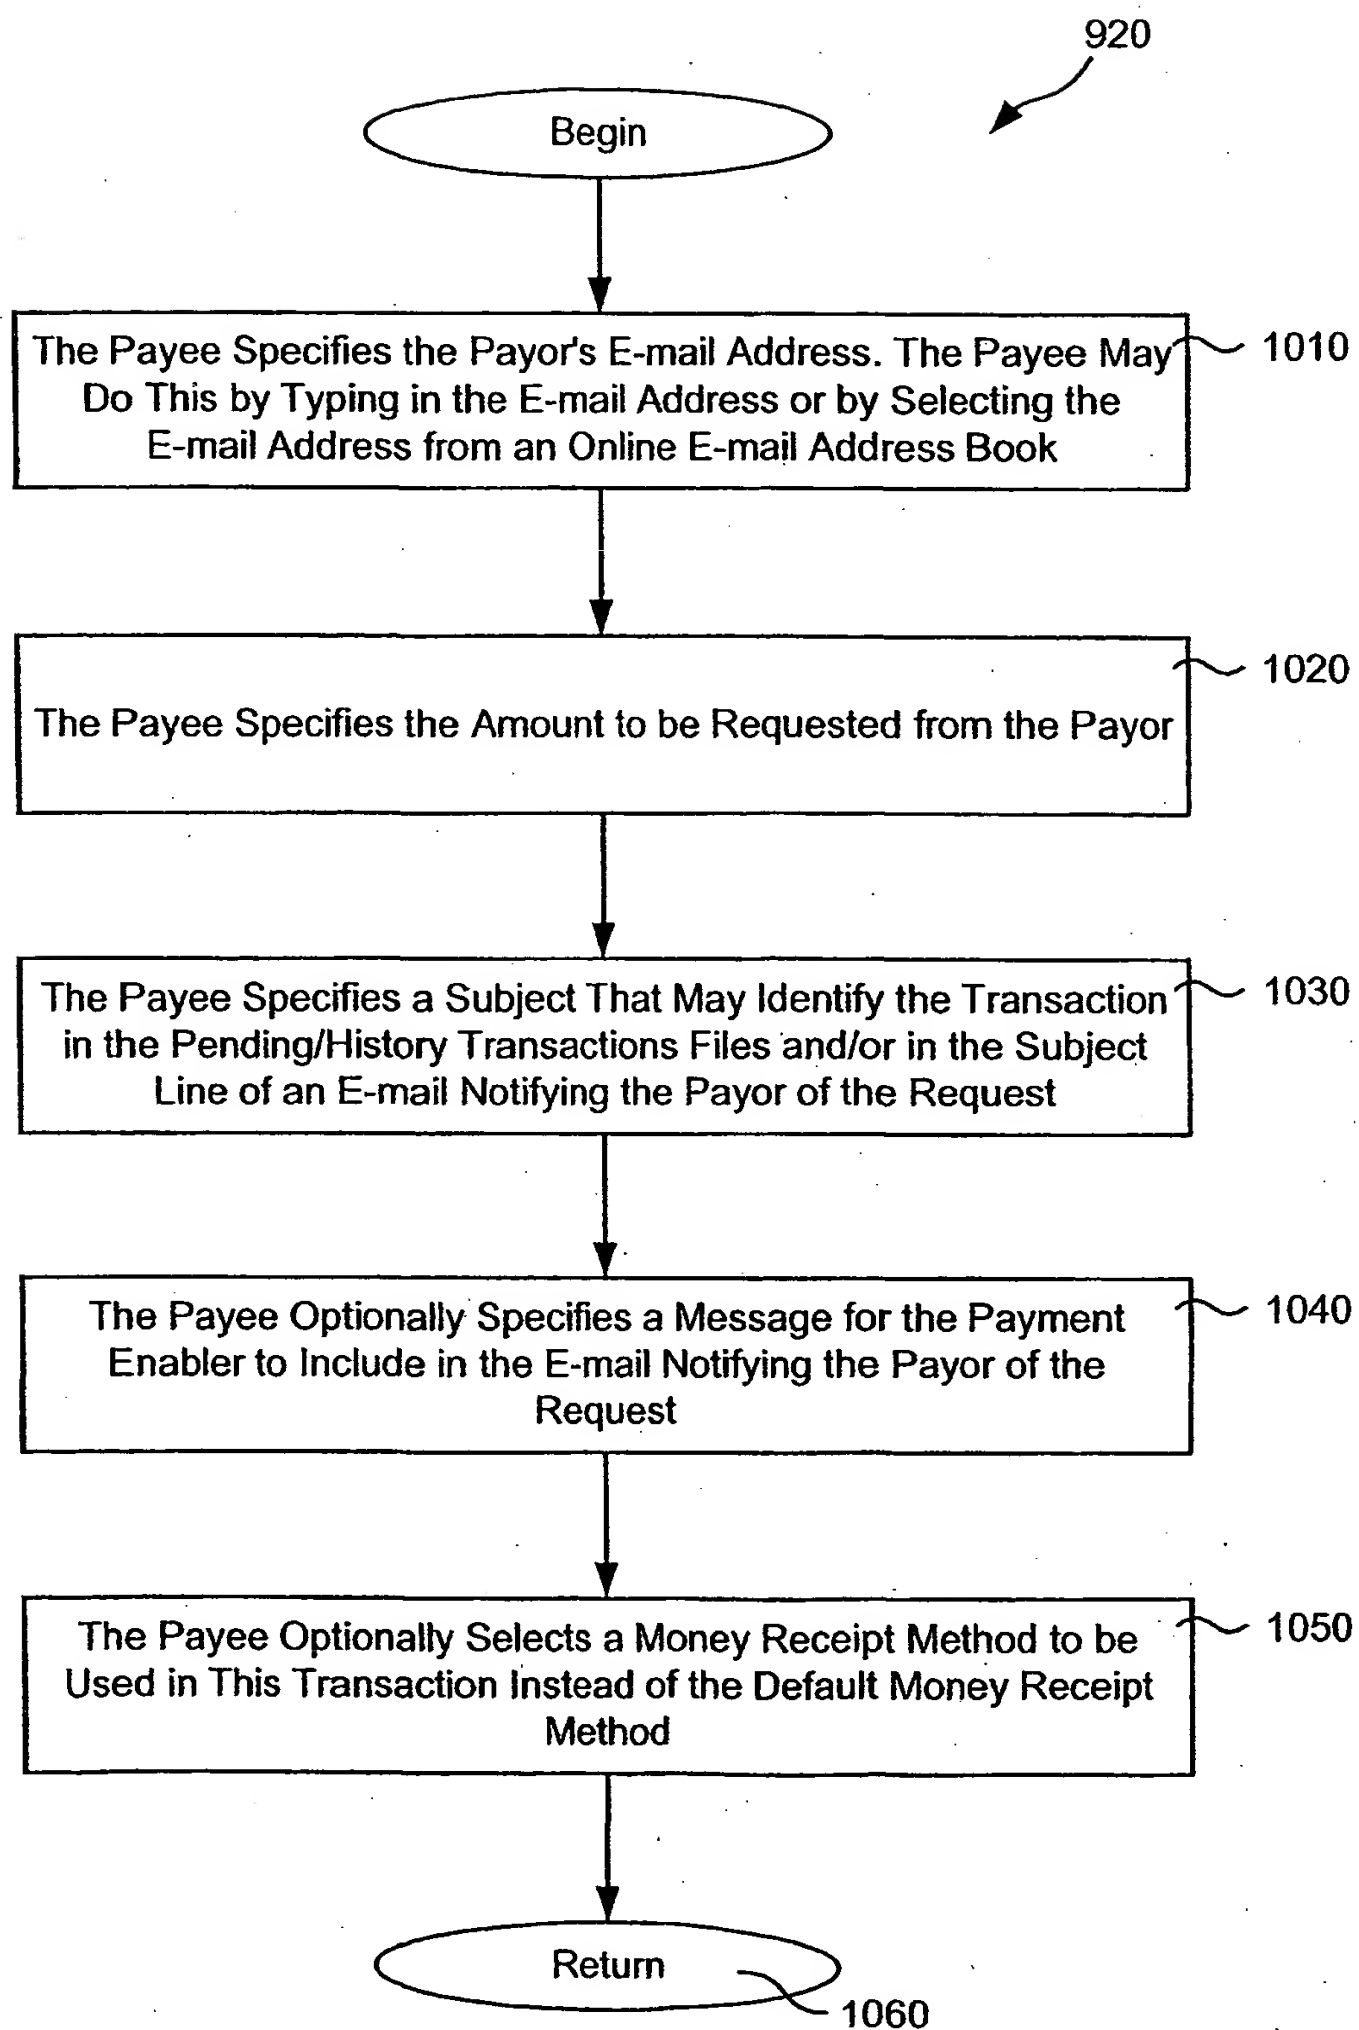 920
Begin
The Payee Specifies the Payor's E-mail Address. The Payee May
Do This by Typing in the E-mail Address or by Selecting the
E-mail Address from an Online E-mail Address Book
1010
The Payee Specifies the Amount to be Requested from the Payor
1020
The Payee Specifies a Subject That May Identify the Transaction
in the Pending/History Transactions Files and/or in the Subject
Line of an E-mail Notifying the Payor of the Request
1030
The Payee Optionally Specifies a Message for the Payment
Enabler to Include in the E-mail Notifying the Payor of the
Request
1040
The Payee Optionally Selects a Money Receipt Method to be
Used in This Transaction Instead of the Default Money Receipt
Method
1050
Return
1060